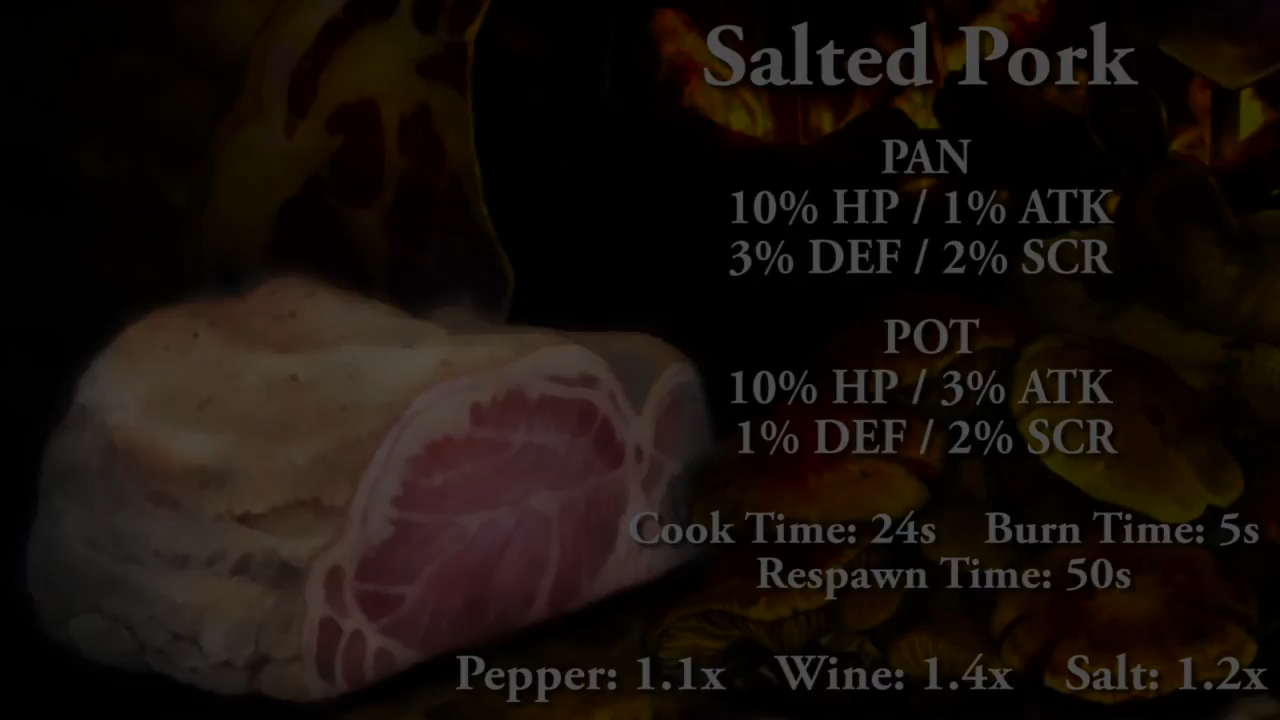 Salted Pork
PAN
10% HP / 1% ATK
3% DEF / 2% SCR
POT
10% HP / 3% ATK
1% DEF / 2% SCR
Cook Time: 24s Burn Time: 5s
Respawn Time: 50s
Pepper: 1.1x Wine: 1.4x Salt: 1.2x